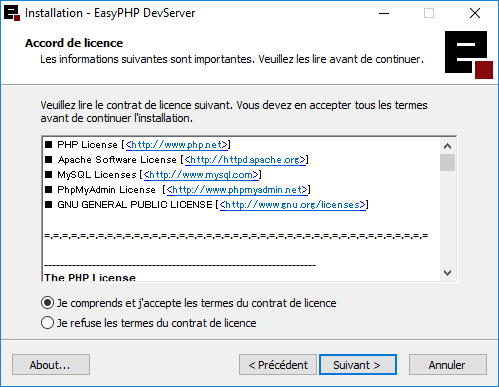 Installation - EasyPHP DevServer
Accord de licence
Les informations suivantes sont importantes. Veuillez les lire avant de continuer.
Veuillez lire le contrat de licence suivant. Vous devez en accepter tous les termes
avant de continuer l'installation.
■ PHP License [<http://www.php.net>]
■ Apache Software License [<http://httpd.apache.org>]
■ MySQL Licenses [<http://www.mysql.com>]
■ PhpMyAdmin License [<http://www.phpmyadmin.net>]
■ GNU GENERAL PUBLIC LICENSE [<http://www.gnu.org/licenses>]
=.=.=.=.=.=.=.=.=.=.=.=.=.=.=.=.=.=.=.=.=.=.=.=.=.=.=.=.=.=.=.=.=.=.=.=.=.=.=.=.=.=.=
--------------------------------------------------------------------
The PHP License
Je comprends et j'accepte les termes du contrat de licence
Je refuse les termes du contrat de licence
About...
< Précédent
Suivant >
Annuler